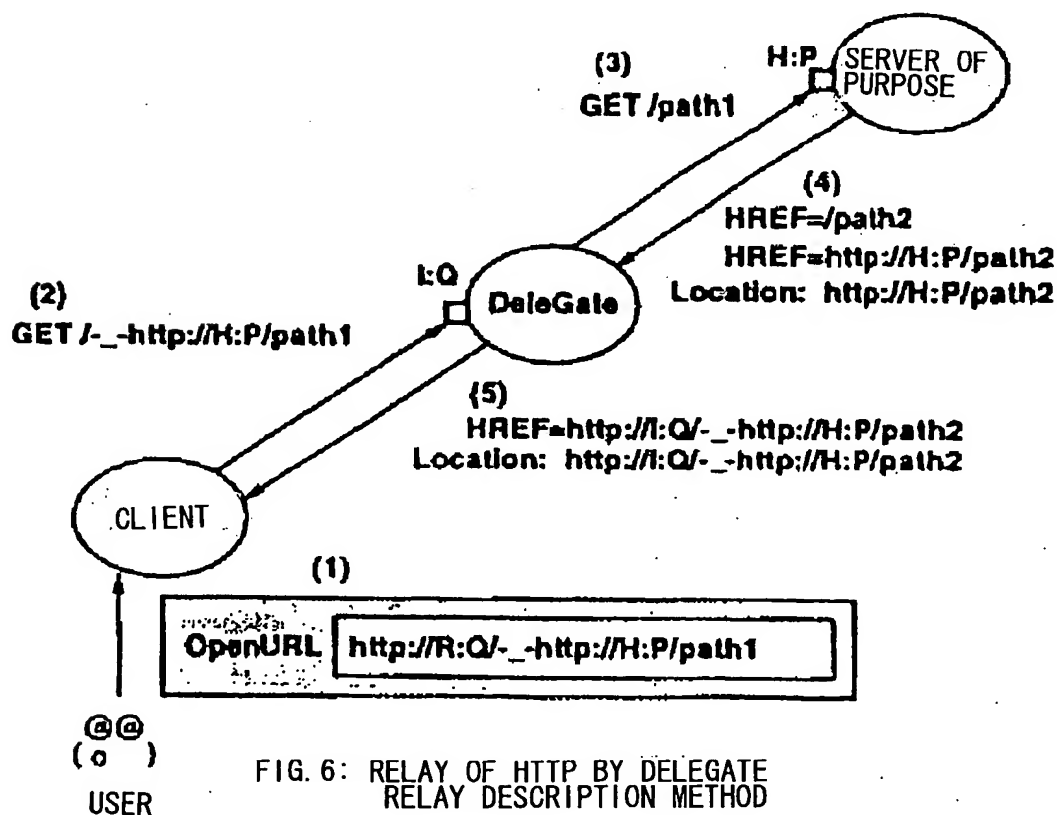 (3)
GET /path1
H:P
SERVER OF
PURPOSE
(4)
HREF=/path2
HREF=http://H:P/path2
Location: http://H:P/path2
(2)
GET /-_-http://H:P/path1
I:Q
DeleGate
(5)
HREF=http://I:Q/-_-http://H:P/path2
Location: http://I:Q/-_-http://H:P/path2
CLIENT
(1)
OpenURL http://R:Q/-_-http://H:P/path1
@@
( o )
USER
FIG. 6: RELAY OF HTTP BY DELEGATE
RELAY DESCRIPTION METHOD